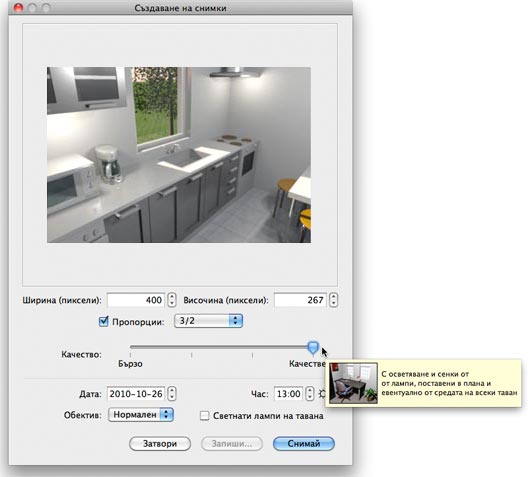 Създаване на снимки
Ширина (пиксели): 400 Височина (пиксели): 267
Пропорции: 3/2
Качество:
Бързо Качестве
С осветяване и сенки от
от лампи, поставени в плана и
евентуално от средата на всеки таван
Дата: 2010-10-26 Час: 13:00
Обектив: Нормален Светнати лампи на тавана
Затвори Запиши... Снимай